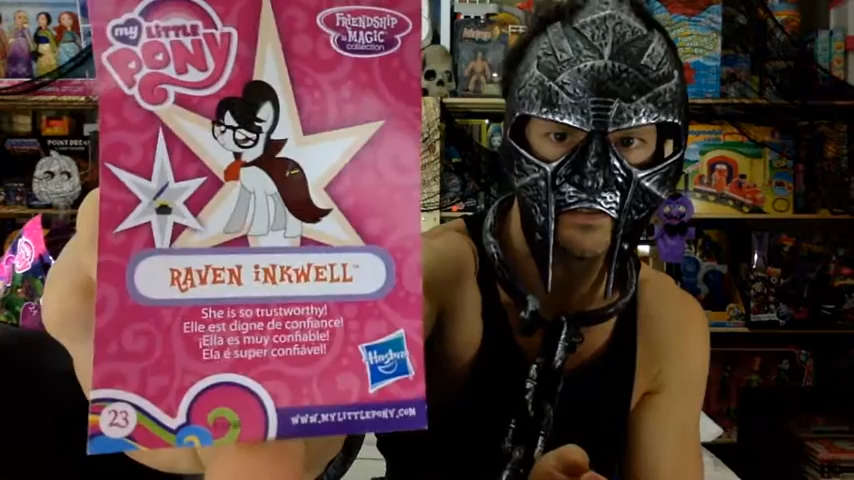 my
LITTLE
PONY
FRIENDSHIP
IS
MAGIC
collection
RAVEN INKWELL™
She is so trustworthy!
Elle est digne de confiance!
¡Ella es muy confiable!
Ela é super confiável!
Hasbro
23
WWW.MYLITTLEPONY.COM